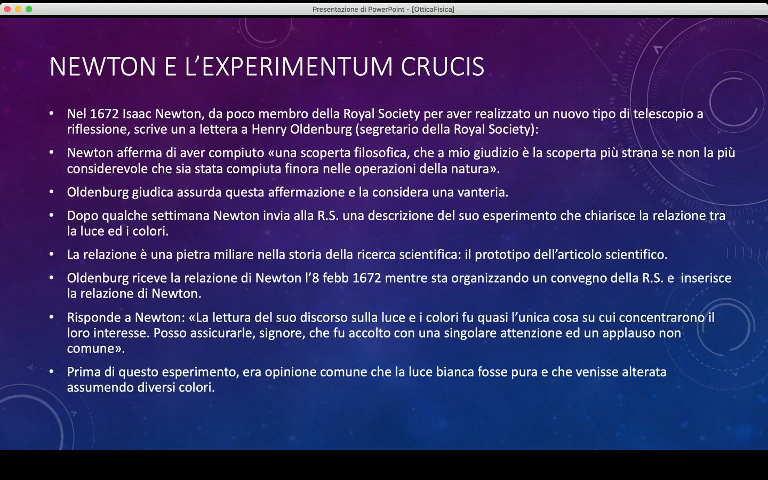 Presentazione di PowerPoint - [OtticaFisica]
NEWTON E L'EXPERIMENTUM CRUCIS
• Nel 1672 Isaac Newton, da poco membro della Royal Society per aver realizzato un nuovo tipo di telescopio a
riflessione, scrive un a lettera a Henry Oldenburg (segretario della Royal Society):
• Newton afferma di aver compiuto «una scoperta filosofica, che a mio giudizio è la scoperta più strana se non la più
considerevole che sia stata compiuta finora nelle operazioni della natura».
• Oldenburg giudica assurda questa affermazione e la considera una vanteria.
• Dopo qualche settimana Newton invia alla R.S. una descrizione del suo esperimento che chiarisce la relazione tra
la luce ed i colori.
• La relazione è una pietra miliare nella storia della ricerca scientifica: il prototipo dell'articolo scientifico.
• Oldenburg riceve la relazione di Newton l'8 febb 1672 mentre sta organizzando un convegno della R.S. e inserisce
la relazione di Newton.
• Risponde a Newton: «La lettura del suo discorso sulla luce e i colori fu quasi l'unica cosa su cui concentrarono il
loro interesse. Posso assicurarle, signore, che fu accolto con una singolare attenzione ed un applauso non
comune».
• Prima di questo esperimento, era opinione comune che la luce bianca fosse pura e che venisse alterata
assumendo diversi colori.